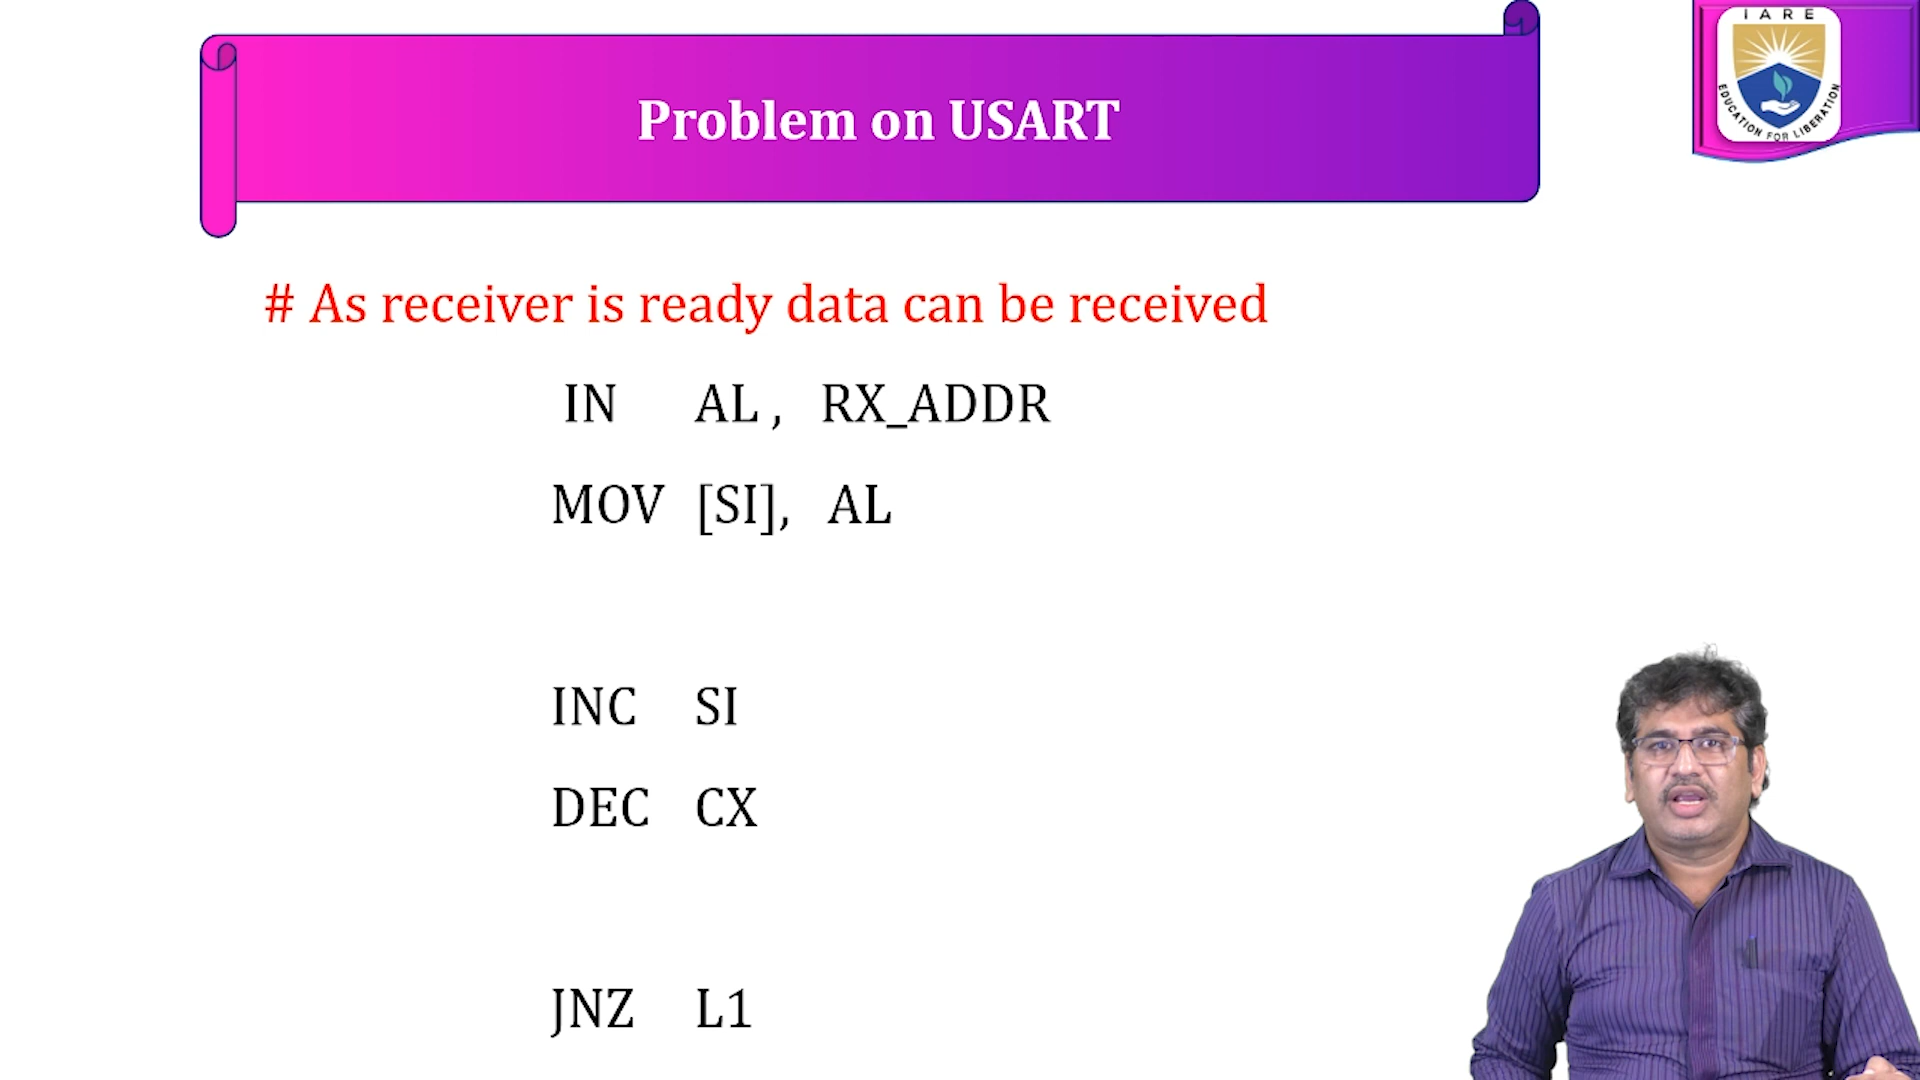 IARE
EDUCATION FOR LIBERATION
Problem on USART
# As receiver is ready data can be received
IN AL , RX_ADDR
MOV [SI], AL
INC SI
DEC CX
JNZ L1